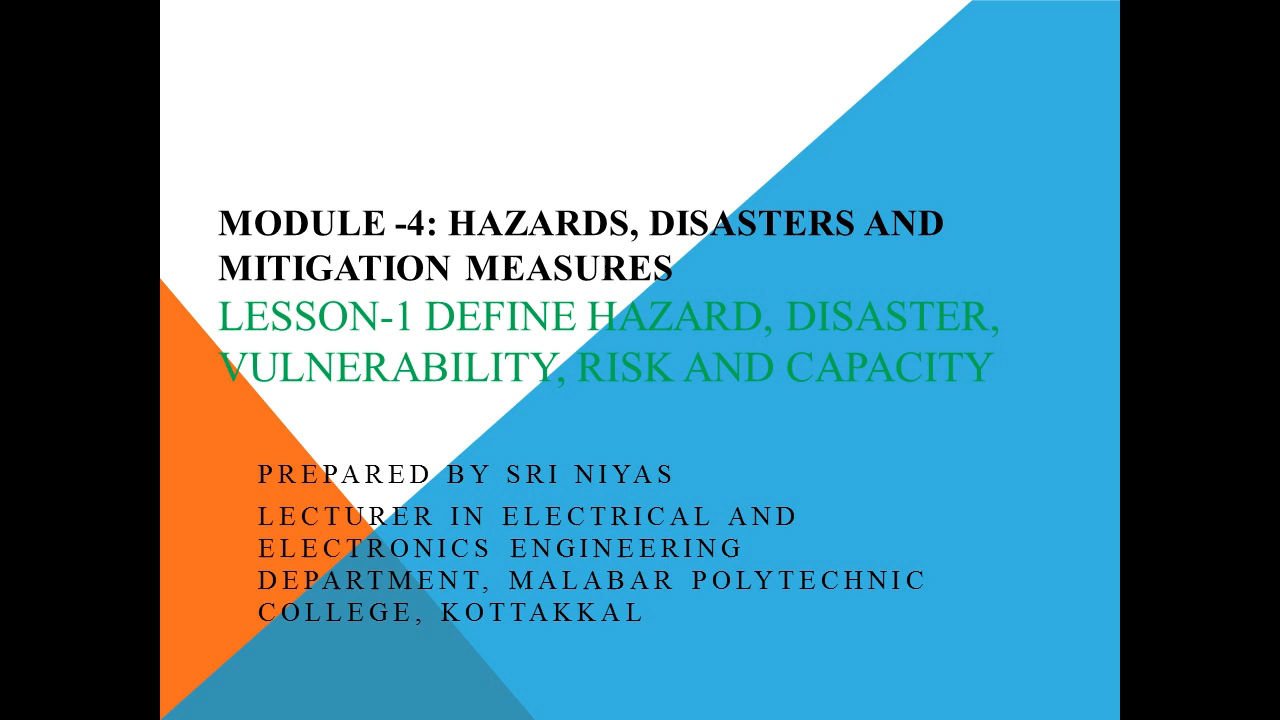 MODULE -4: HAZARDS, DISASTERS AND
MITIGATION MEASURES
LESSON-1 DEFINE HAZARD, DISASTER,
VULNERABILITY, RISK AND CAPACITY
PREPARED BY SRI NIYAS
LECTURER IN ELECTRICAL AND
ELECTRONICS ENGINEERING
DEPARTMENT, MALABAR POLYTECHNIC
COLLEGE, KOTTAKKAL